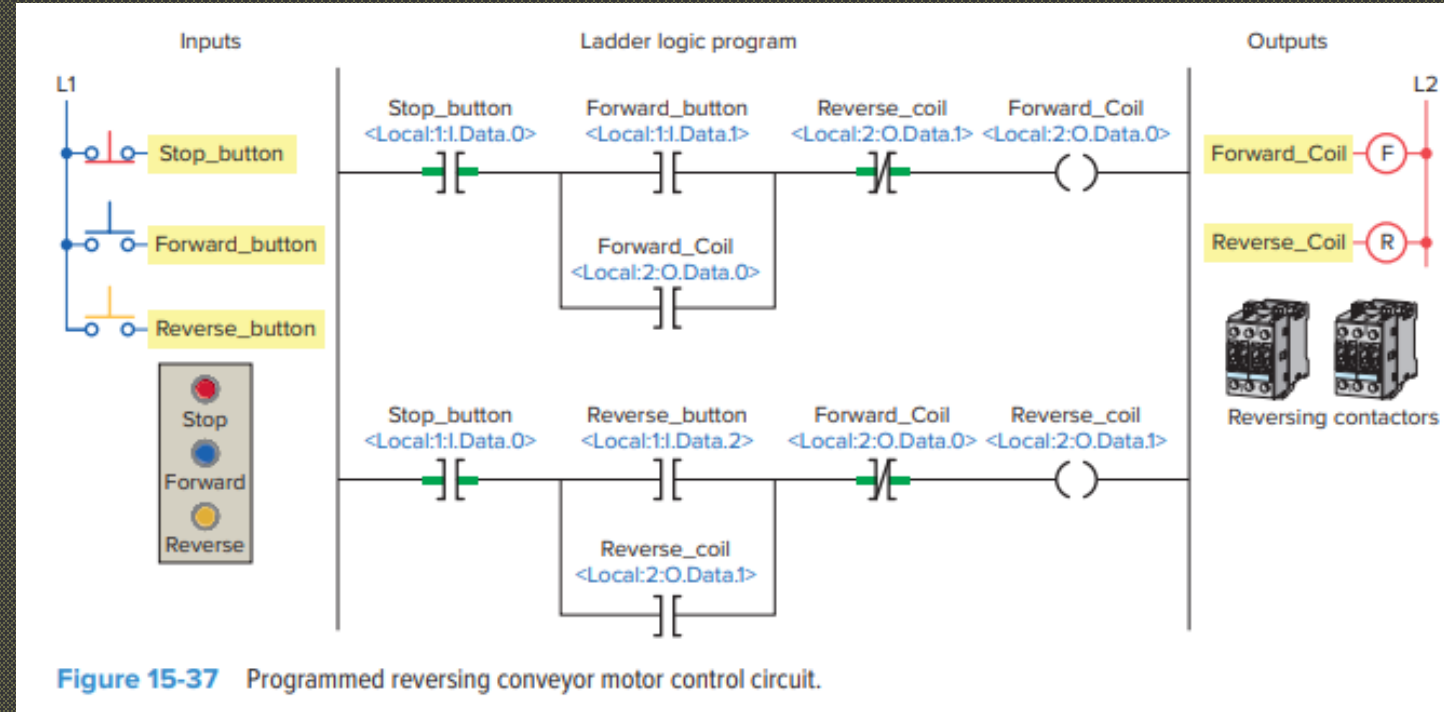 Inputs
Ladder logic program
Outputs
L1
L2
Stop_button
Forward_button
Reverse_button
Stop
Forward
Reverse
Stop_button Forward_button Reverse_coil Forward_Coil
<Local:1:I.Data.0> <Local:1:I.Data.1> <Local:2:O.Data.1> <Local:2:O.Data.0>
Forward_Coil
<Local:2:O.Data.0>
Stop_button Reverse_button Forward_Coil Reverse_coil
<Local:1:I.Data.0> <Local:1:I.Data.2> <Local:2:O.Data.0> <Local:2:O.Data.1>
Reverse_coil
<Local:2:O.Data.1>
Forward_Coil F
Reverse_Coil R
Reversing contactors
Figure 15-37 Programmed reversing conveyor motor control circuit.